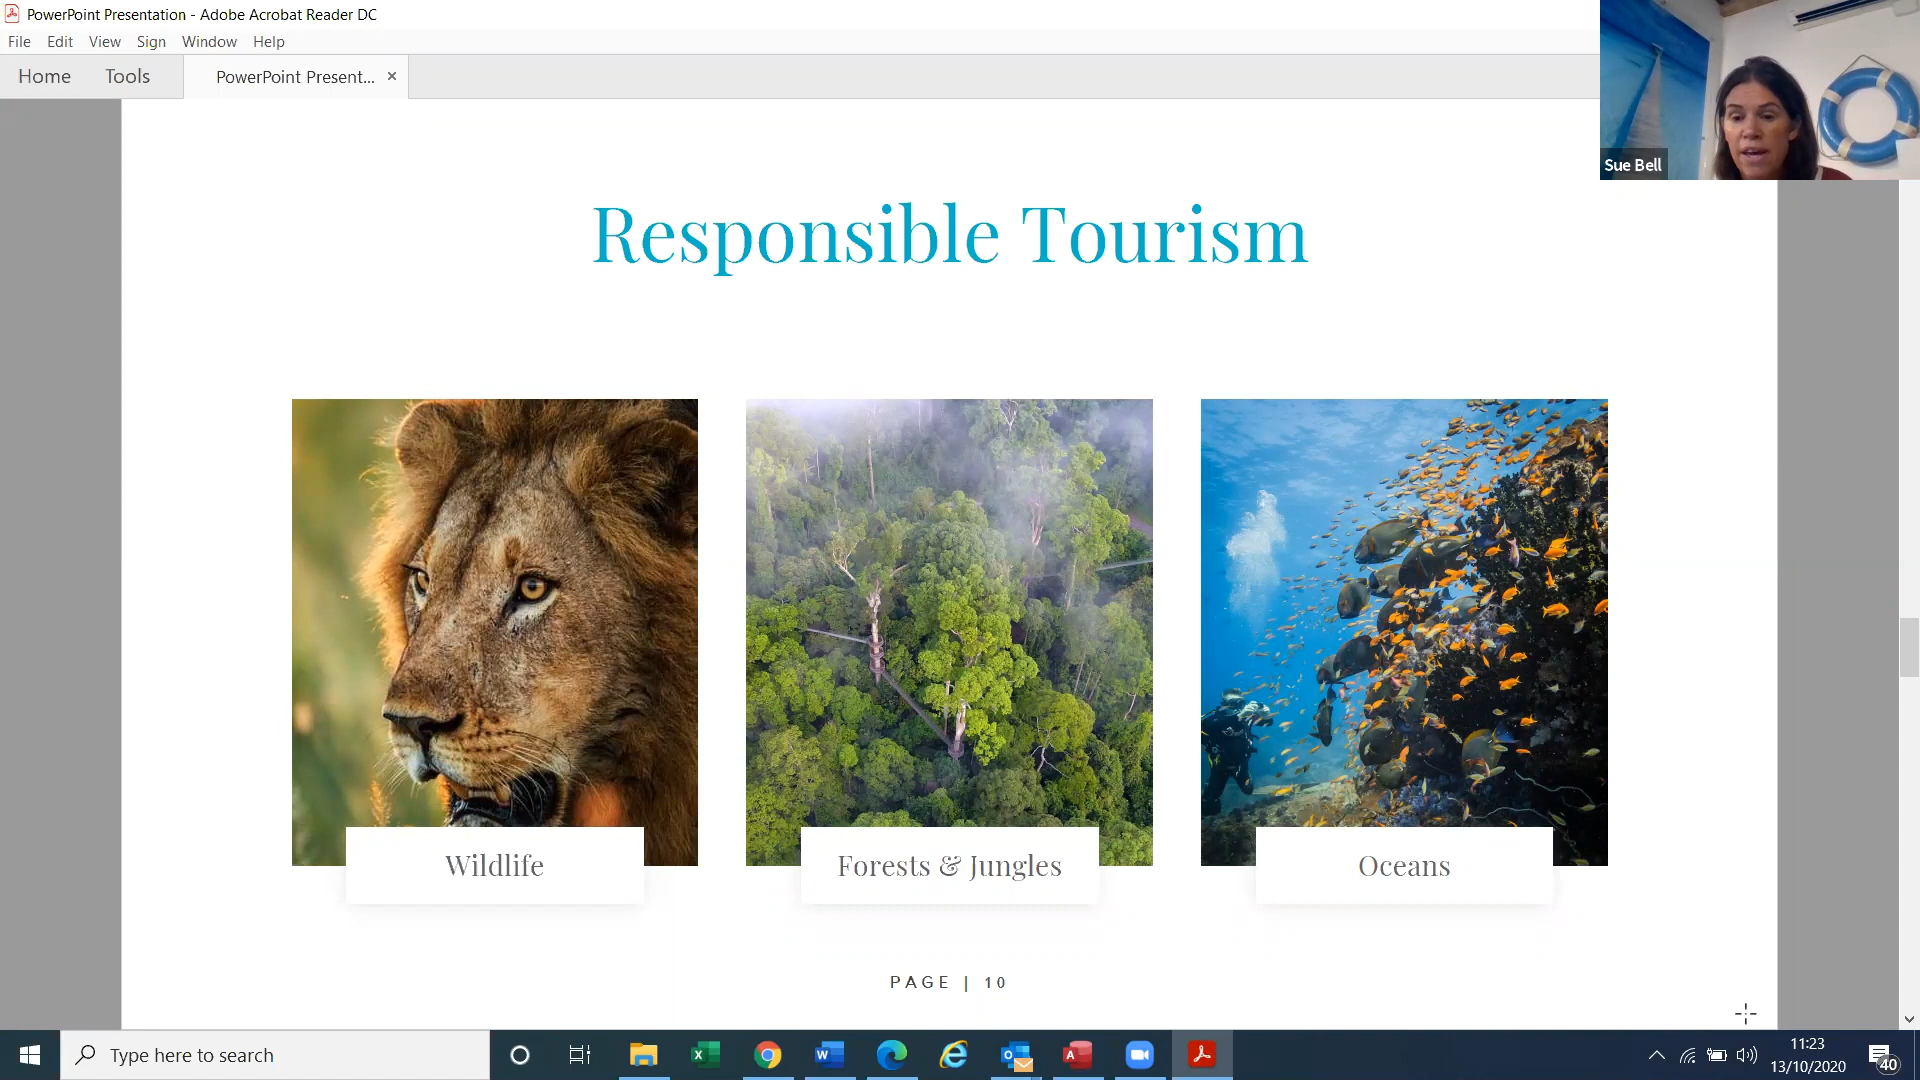 PowerPoint Presentation - Adobe Acrobat Reader DC
File Edit View Sign Window Help
Home Tools PowerPoint Present... ×
Sue Bell
Responsible Tourism
Wildlife
Forests & Jungles
Oceans
PAGE | 10
Type here to search
11:23
13/10/2020
40